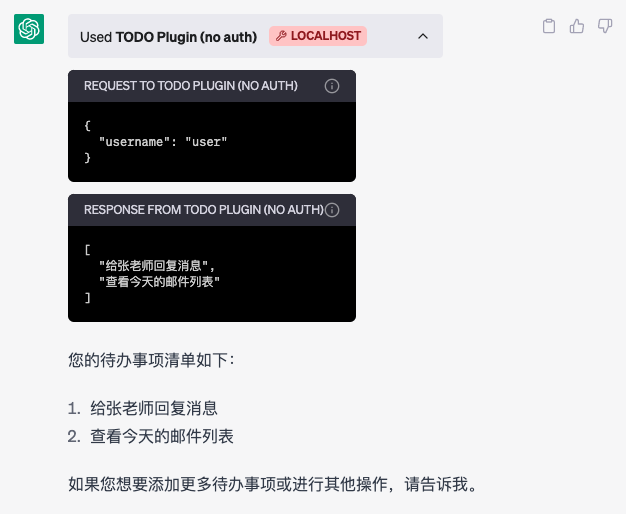 Used TODO Plugin (no auth) LOCALHOST
REQUEST TO TODO PLUGIN (NO AUTH)
{
"username": "user"
}
RESPONSE FROM TODO PLUGIN (NO AUTH)
[
"给张老师回复消息",
"查看今天的邮件列表"
]
您的待办事项清单如下：
1. 给张老师回复消息
2. 查看今天的邮件列表
如果您想要添加更多待办事项或进行其他操作，请告诉我。